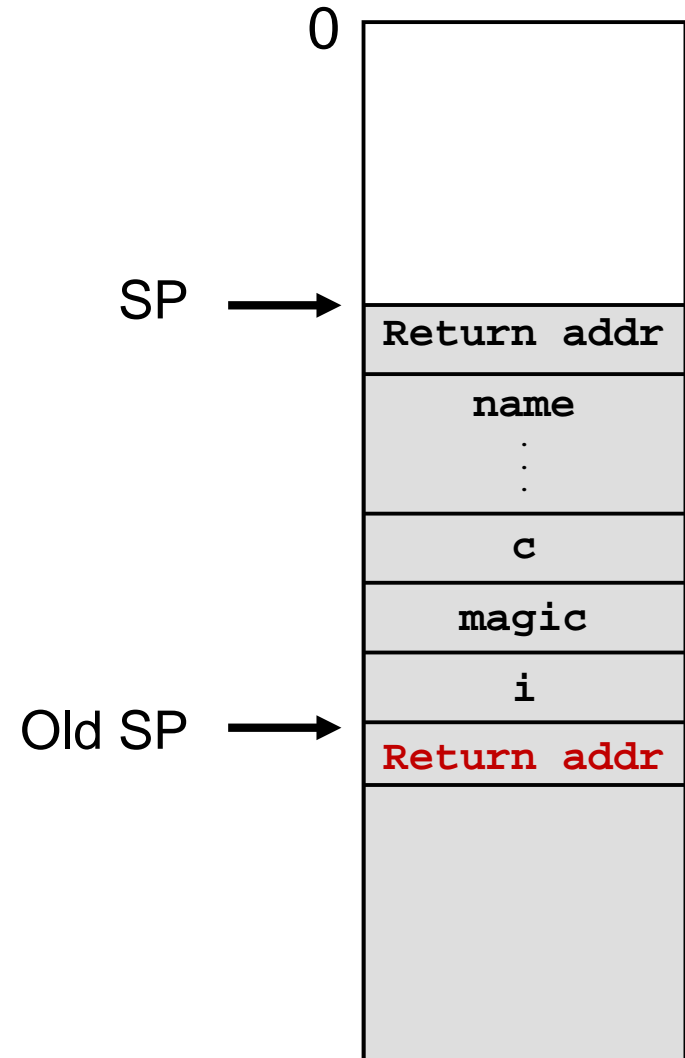 0
SP
Return addr
name
.
.
.
c
magic
i
Old SP
Return addr